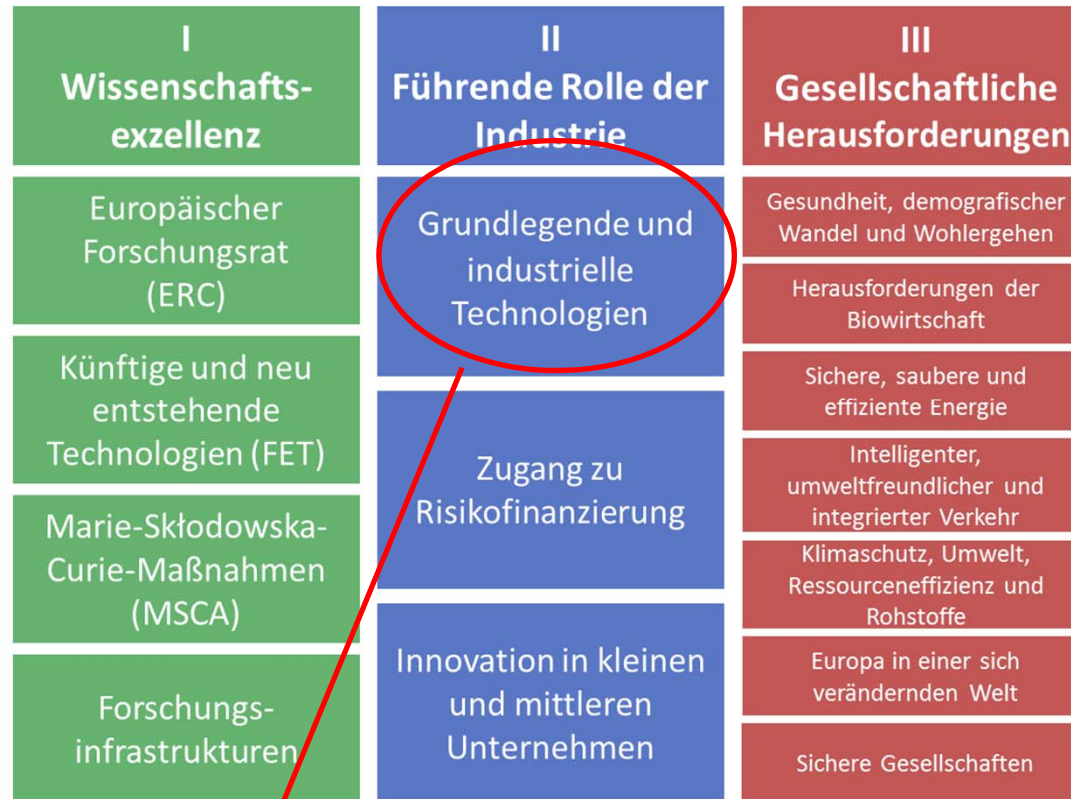 I
Wissenschafts-
exzellenz
Europäischer
Forschungsrat
(ERC)
Künftige und neu
entstehende
Technologien (FET)
Marie-Skłodowska-
Curie-Maßnahmen
(MSCA)
Forschungs-
infrastrukturen
II
Führende Rolle der
Industrie
Grundlegende und
industrielle
Technologien
Zugang zu
Risikofinanzierung
Innovation in kleinen
und mittleren
Unternehmen
III
Gesellschaftliche
Herausforderungen
Gesundheit, demografischer
Wandel und Wohlergehen
Herausforderungen der
Biowirtschaft
Sichere, saubere und
effiziente Energie
Intelligenter,
umweltfreundlicher und
integrierter Verkehr
Klimaschutz, Umwelt,
Ressourceneffizienz und
Rohstoffe
Europa in einer sich
verändernden Welt
Sichere Gesellschaften